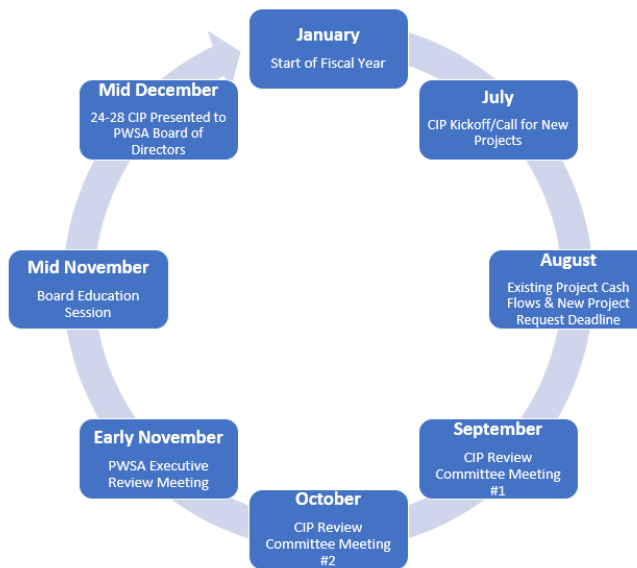 January
Start of Fiscal Year
July
CIP Kickoff/Call for New
Projects
August
Existing Project Cash
Flows & New Project
Request Deadline
September
CIP Review
Committee Meeting
#1
October
CIP Review
Committee Meeting
#2
Early November
PWSA Executive
Review Meeting
Mid November
Board Education
Session
Mid December
24-28 CIP Presented to
PWSA Board of
Directors